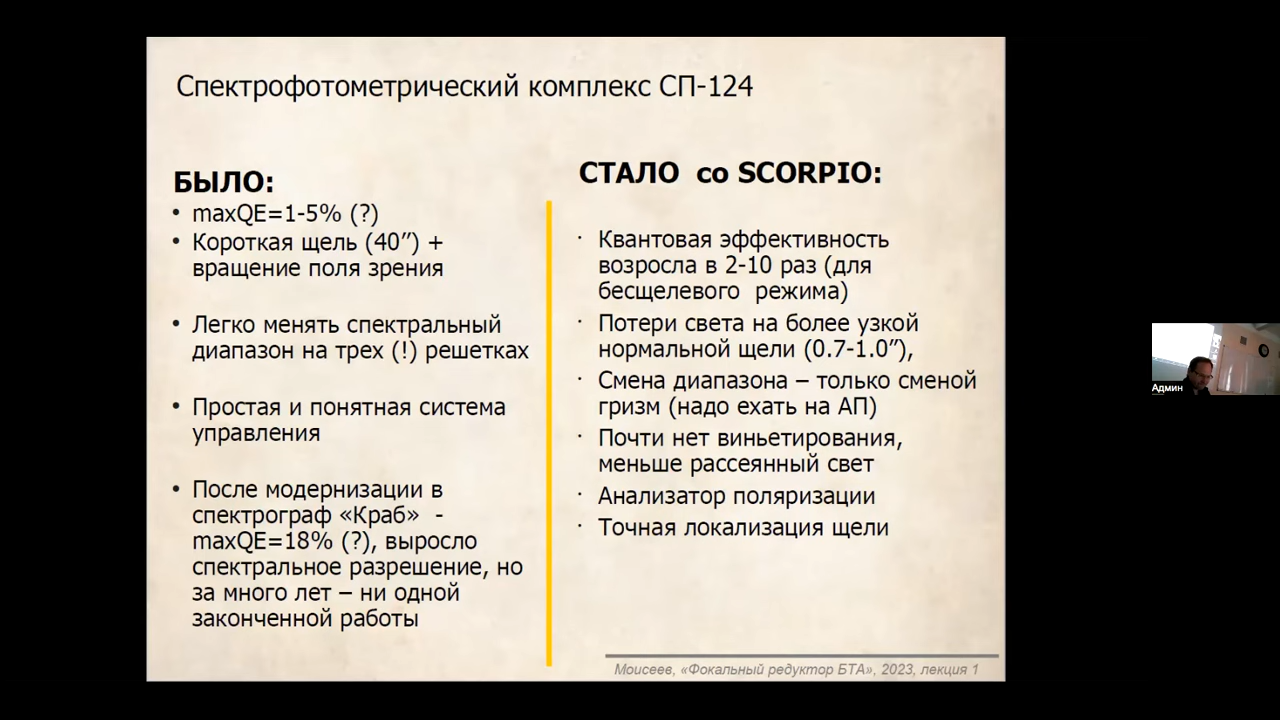 Спектрофотометрический комплекс СП-124
БЫЛО:
• maxQE=1-5% (?)
• Короткая щель (40”) +
вращение поля зрения
• Легко менять спектральный
диапазон на трех (!) решетках
• Простая и понятная система
управления
• После модернизации в
спектрограф «Краб» -
maxQE=18% (?), выросло
спектральное разрешение, но
за много лет – ни одной
законченной работы
СТАЛО со SCORPIO:
· Квантовая эффективность
возросла в 2-10 раз (для
бесщелевого режима)
· Потери света на более узкой
нормальной щели (0.7-1.0”),
· Смена диапазона – только сменой
гризм (надо ехать на АП)
· Почти нет виньетирования,
меньше рассеянный свет
· Анализатор поляризации
· Точная локализация щели
Моисеев, «Фокальный редуктор БТА», 2023, лекция 1
Админ